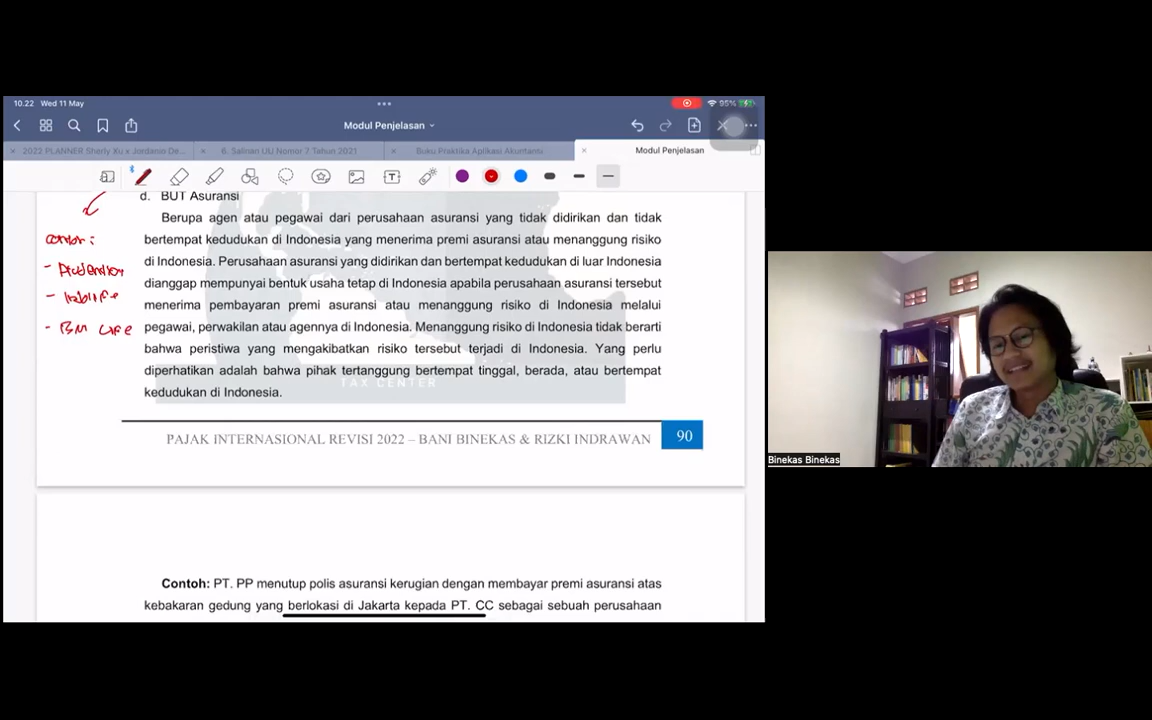 10.22 Wed 11 May
95%
Modul Penjelasan
2022 PLANNER Sherly Xu x Jordania De...
6. Salinan UU Nomor 7 Tahun 2021
Buku Praktika Aplikasi Akuntansi
Modul Penjelasan
d. BUT Asuransi
Berupa agen atau pegawai dari perusahaan asuransi yang tidak didirikan dan tidak
bertempat kedudukan di Indonesia yang menerima premi asuransi atau menanggung risiko
di Indonesia. Perusahaan asuransi yang didirikan dan bertempat kedudukan di luar Indonesia
dianggap mempunyai bentuk usaha tetap di Indonesia apabila perusahaan asuransi tersebut
menerima pembayaran premi asuransi atau menanggung risiko di Indonesia melalui
pegawai, perwakilan atau agennya di Indonesia. Menanggung risiko di Indonesia tidak berarti
bahwa peristiwa yang mengakibatkan risiko tersebut terjadi di Indonesia. Yang perlu
diperhatikan adalah bahwa pihak tertanggung bertempat tinggal, berada, atau bertempat
kedudukan di Indonesia.
TAX CENTER
contoh :
- Prudential
- LIFE
PAJAK INTERNASIONAL REVISI 2022 – BANI BINEKAS & RIZKI INDRAWAN 90
Contoh: PT. PP menutup polis asuransi kerugian dengan membayar premi asuransi atas
kebakaran gedung yang berlokasi di Jakarta kepada PT. CC sebagai sebuah perusahaan
Binekas Binekas